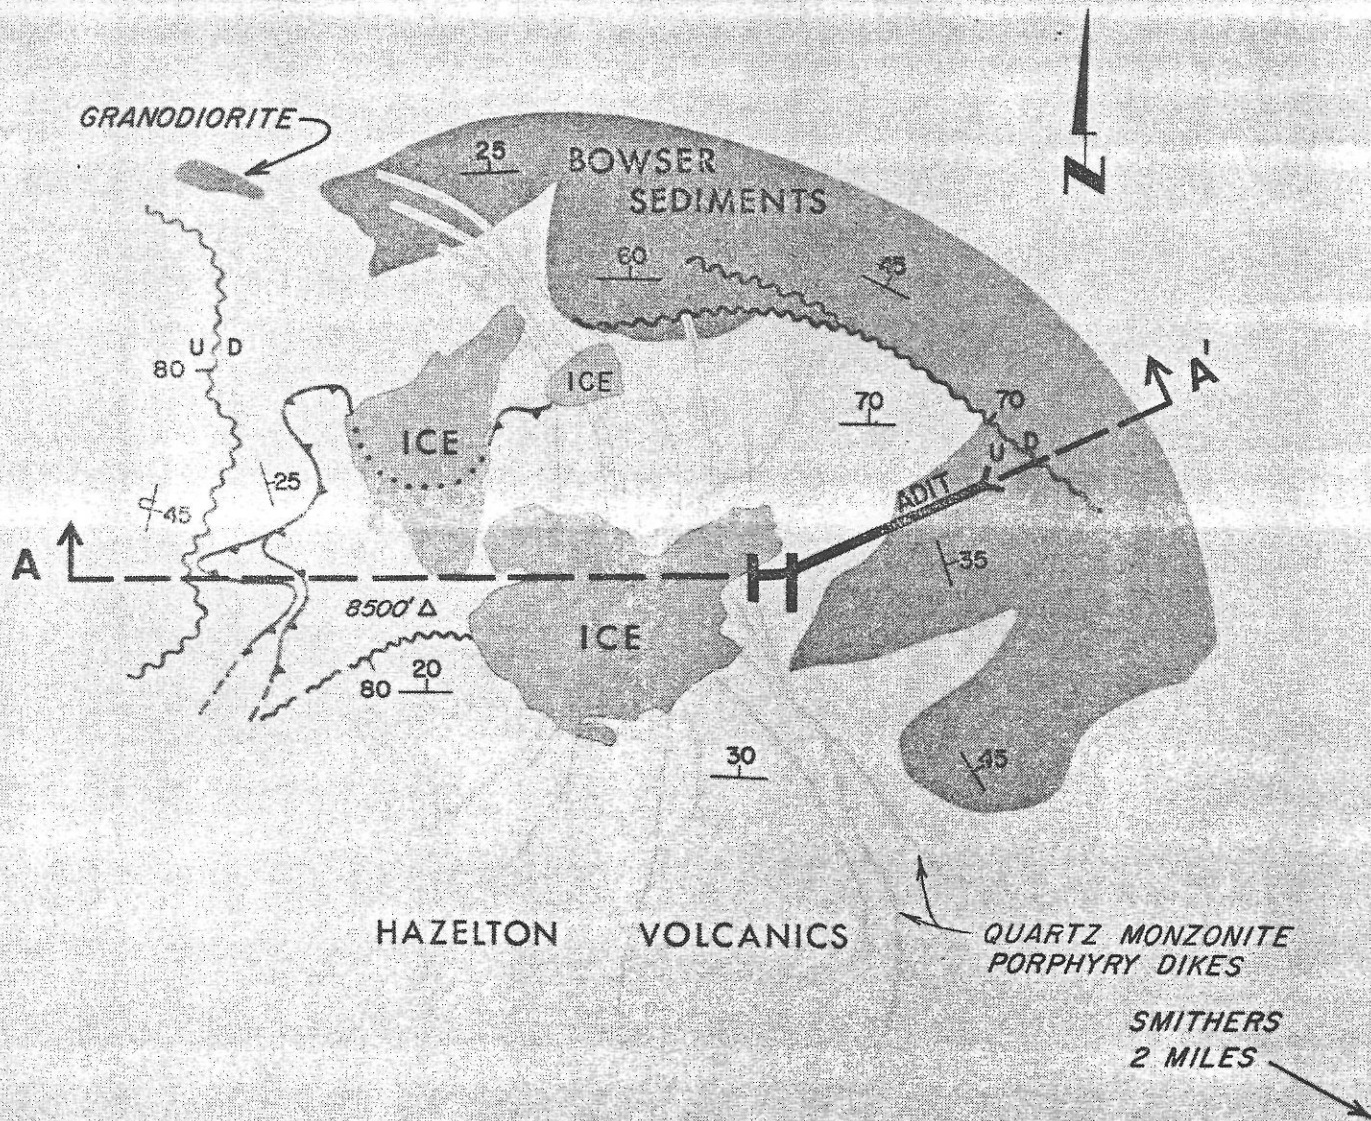 GRANODIORITE
25
BOWSER
SEDIMENTS
N
60
45
U D
80
A'
ICE
70
70
ICE
U D
25
ADIT
45
A
35
8500' Δ
ICE
20
80
30
45
HAZELTON VOLCANICS
QUARTZ MONZONITE
PORPHYRY DIKES
SMITHERS
2 MILES